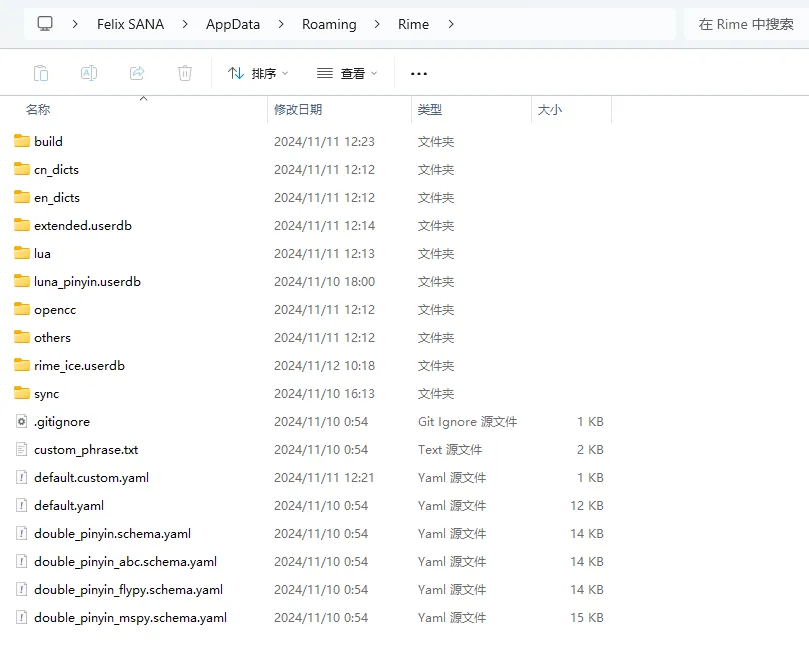 Felix SANA > AppData > Roaming > Rime > 在 Rime 中搜索
排序 查看 ...
名称 修改日期 类型 大小
build 2024/11/11 12:23 文件夹
cn_dicts 2024/11/11 12:12 文件夹
en_dicts 2024/11/11 12:12 文件夹
extended.userdb 2024/11/11 12:14 文件夹
lua 2024/11/11 12:13 文件夹
luna_pinyin.userdb 2024/11/10 18:00 文件夹
opencc 2024/11/11 12:12 文件夹
others 2024/11/11 12:12 文件夹
rime_ice.userdb 2024/11/12 10:18 文件夹
sync 2024/11/10 16:13 文件夹
.gitignore 2024/11/10 0:54 Git Ignore 源文件 1 KB
custom_phrase.txt 2024/11/10 0:54 Text 源文件 2 KB
default.custom.yaml 2024/11/11 12:21 Yaml 源文件 1 KB
default.yaml 2024/11/10 0:54 Yaml 源文件 12 KB
double_pinyin.schema.yaml 2024/11/10 0:54 Yaml 源文件 14 KB
double_pinyin_abc.schema.yaml 2024/11/10 0:54 Yaml 源文件 14 KB
double_pinyin_flypy.schema.yaml 2024/11/10 0:54 Yaml 源文件 14 KB
double_pinyin_mspy.schema.yaml 2024/11/10 0:54 Yaml 源文件 15 KB